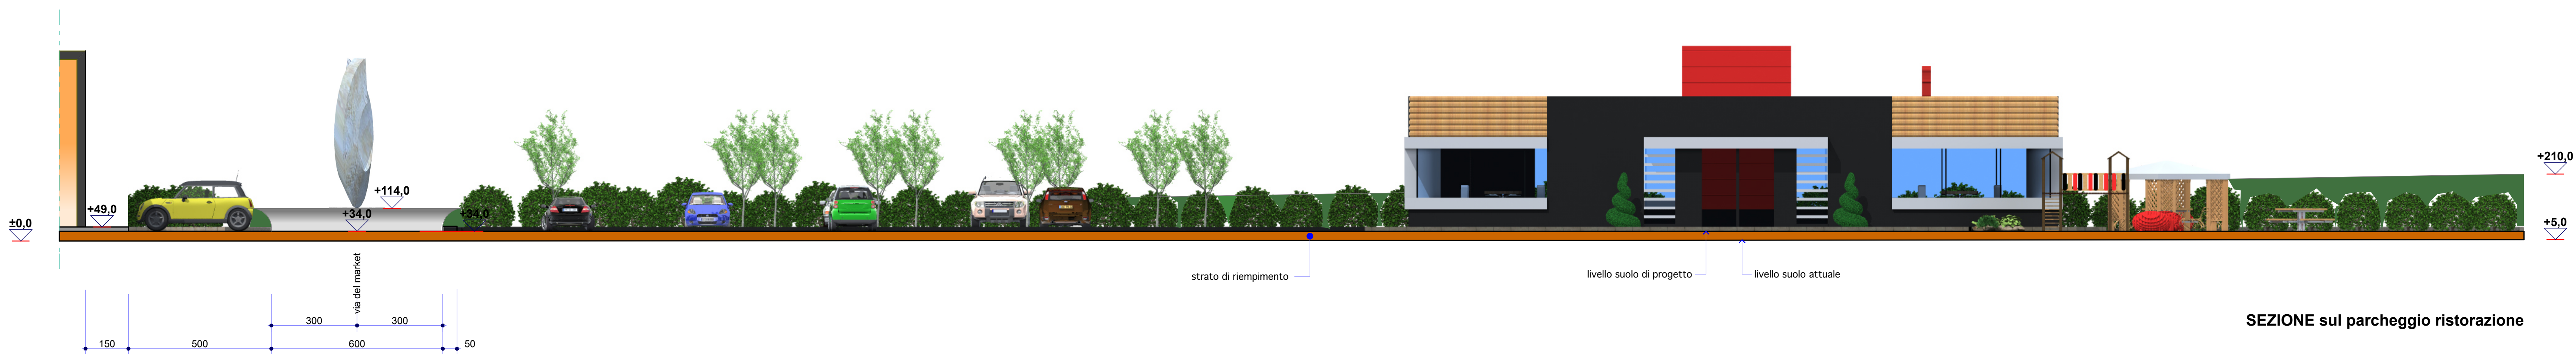 ±0,0
+49,0
+114,0
+34,0
+34,0
+210,0
+5,0
via del market
strato di riempimento
livello suolo di progetto
livello suolo attuale
300
300
150
500
600
50
SEZIONE sul parcheggio ristorazione